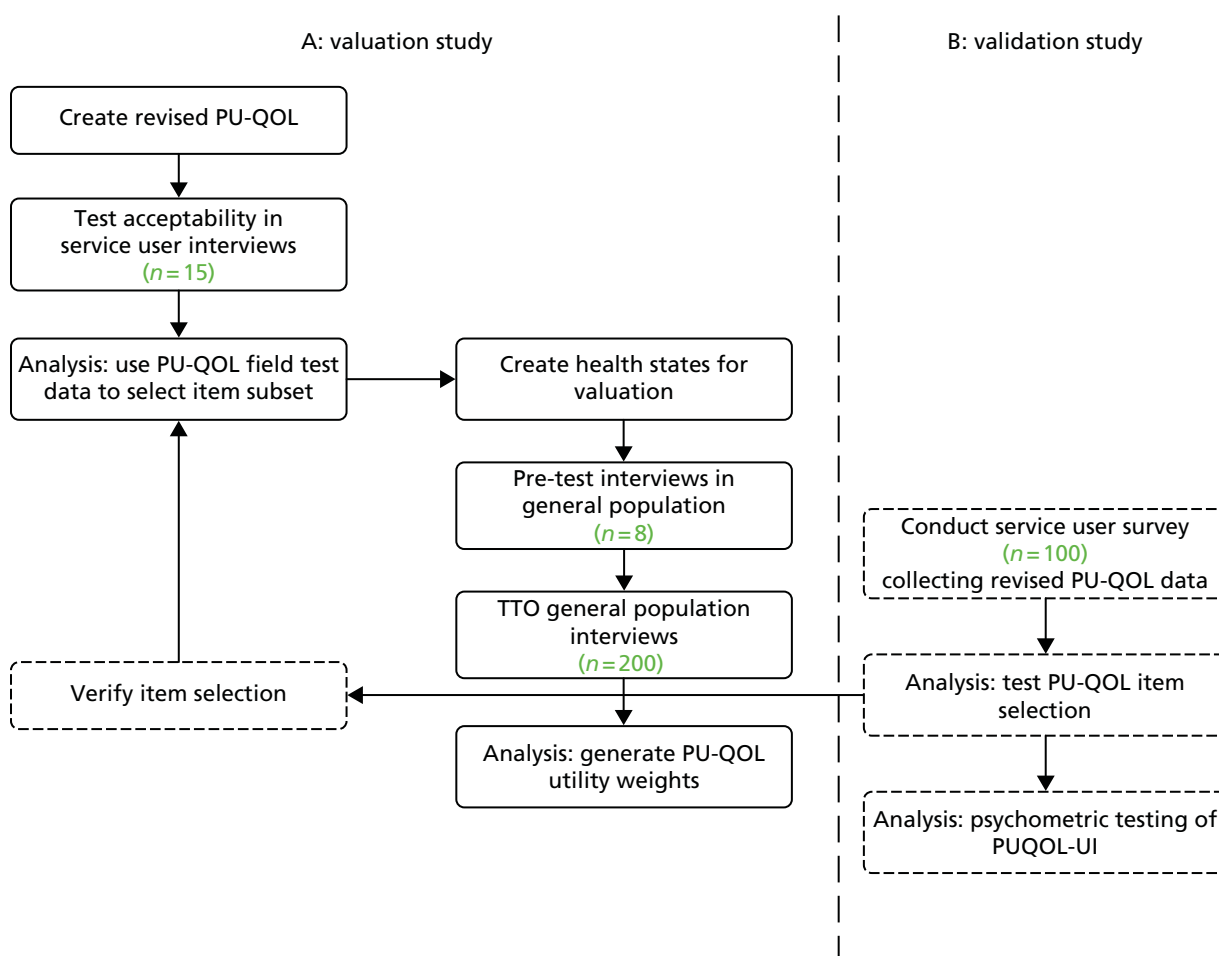 A: valuation study
B: validation study
Create revised PU-QOL
Test acceptability in
service user interviews
(n=15)
Analysis: use PU-QOL field test
data to select item subset
Create health states for
valuation
Pre-test interviews in
general population
(n=8)
TTO general population
interviews
(n=200)
Verify item selection
Analysis: generate PU-QOL
utility weights
Conduct service user survey
(n=100)
collecting revised PU-QOL data
Analysis: test PU-QOL item
selection
Analysis: psychometric testing of
PUQOL-UI